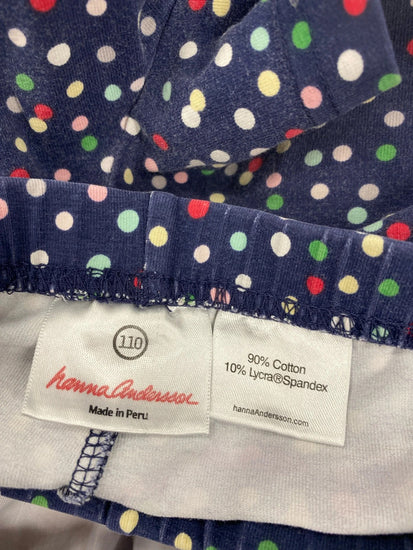 110
hanna Andersson
Made in Peru
90% Cotton
10% Lycra®Spandex
hannaAndersson.com